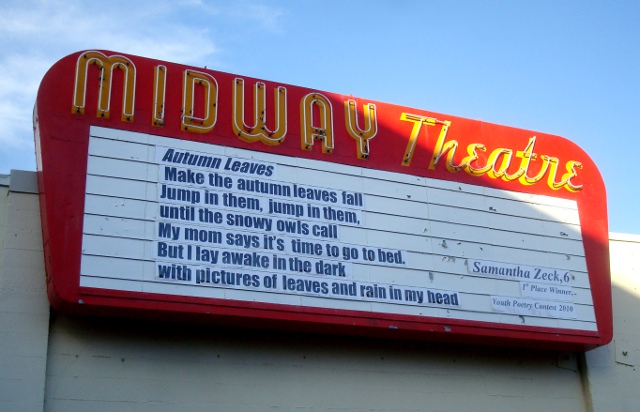 MIDWAY Theatre
Autumn Leaves
Make the autumn leaves fall
Jump in them, jump in them,
until the snowy owls call
My mom says it's time to go to bed.
But I lay awake in the dark
with pictures of leaves and rain in my head
Samantha Zeck, 6
1st Place Winner,
Youth Poetry Contest 2010